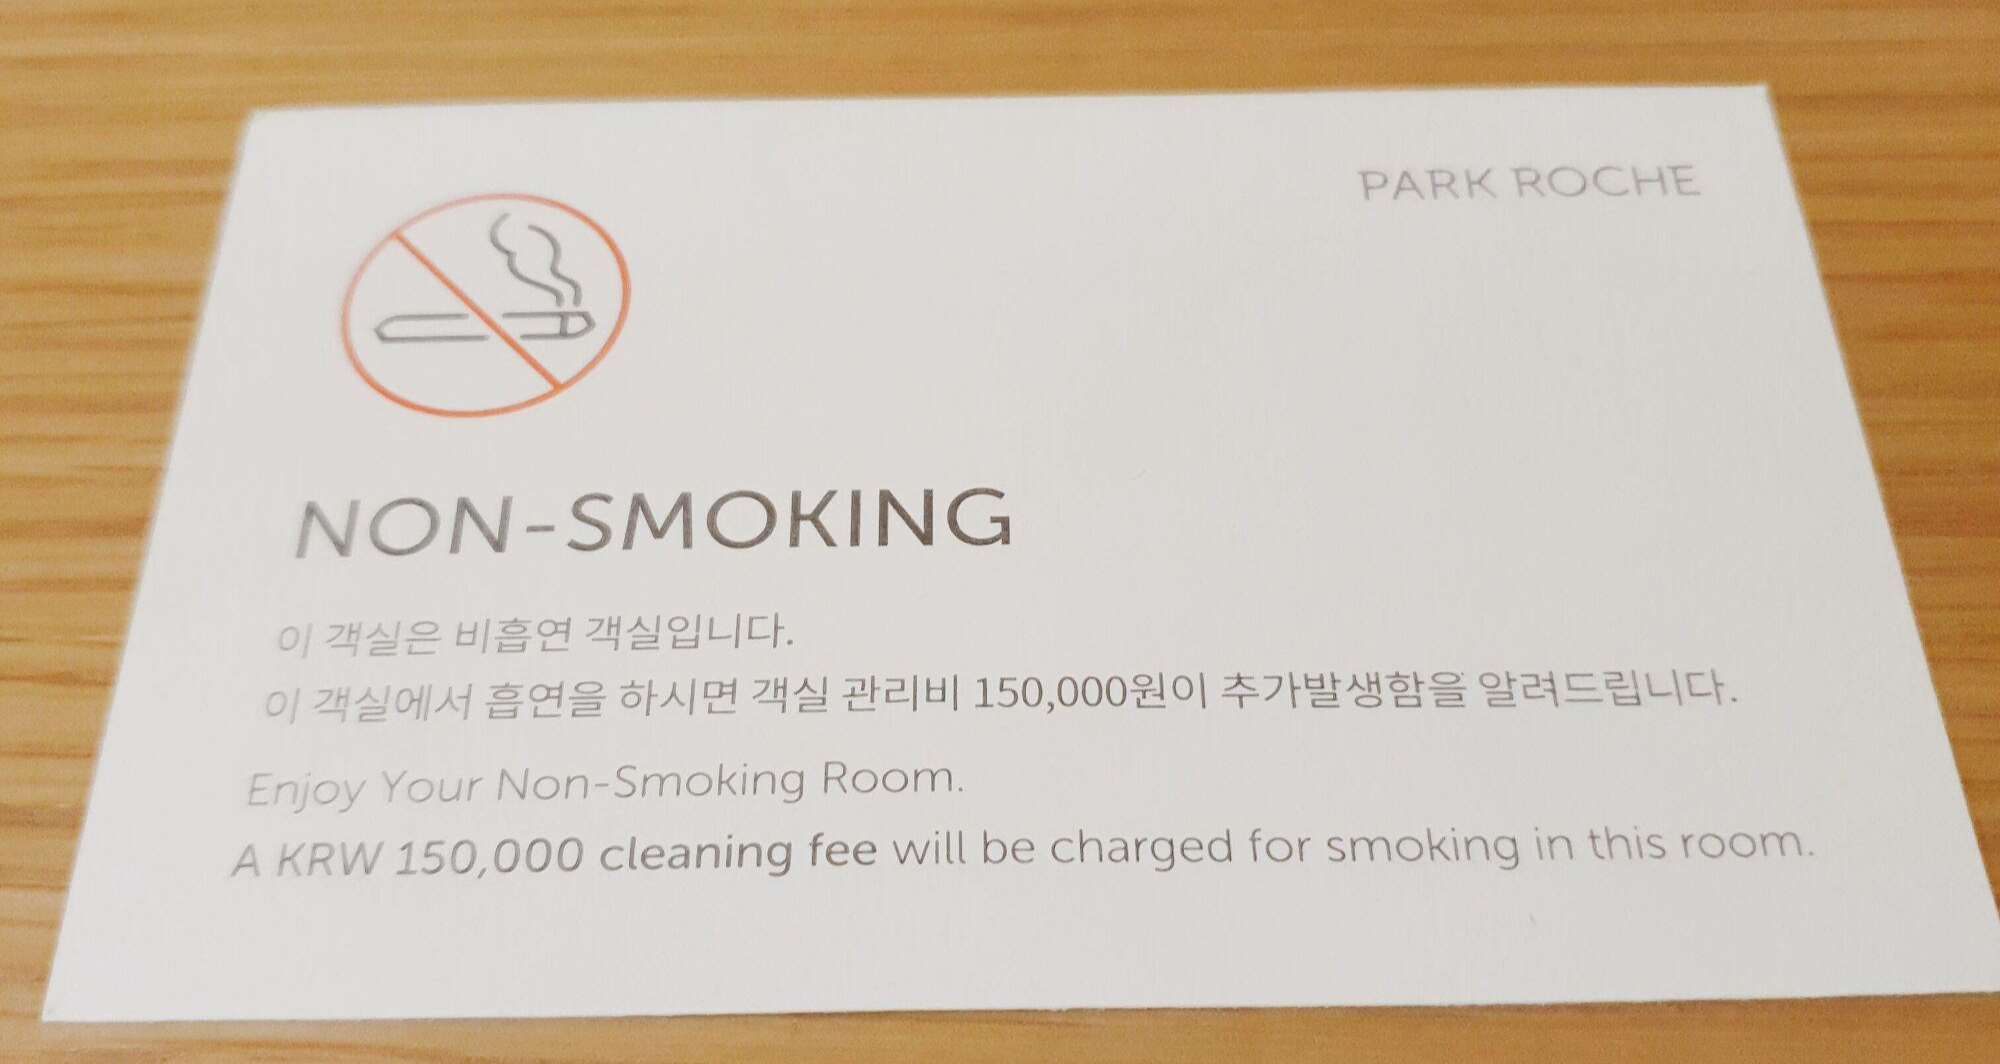 PARK ROCHE
NON-SMOKING
이 객실은 비흡연 객실입니다.
이 객실에서 흡연을 하시면 객실 관리비 150,000원이 추가발생함을 알려드립니다.
Enjoy Your Non-Smoking Room.
A KRW 150,000 cleaning fee will be charged for smoking in this room.